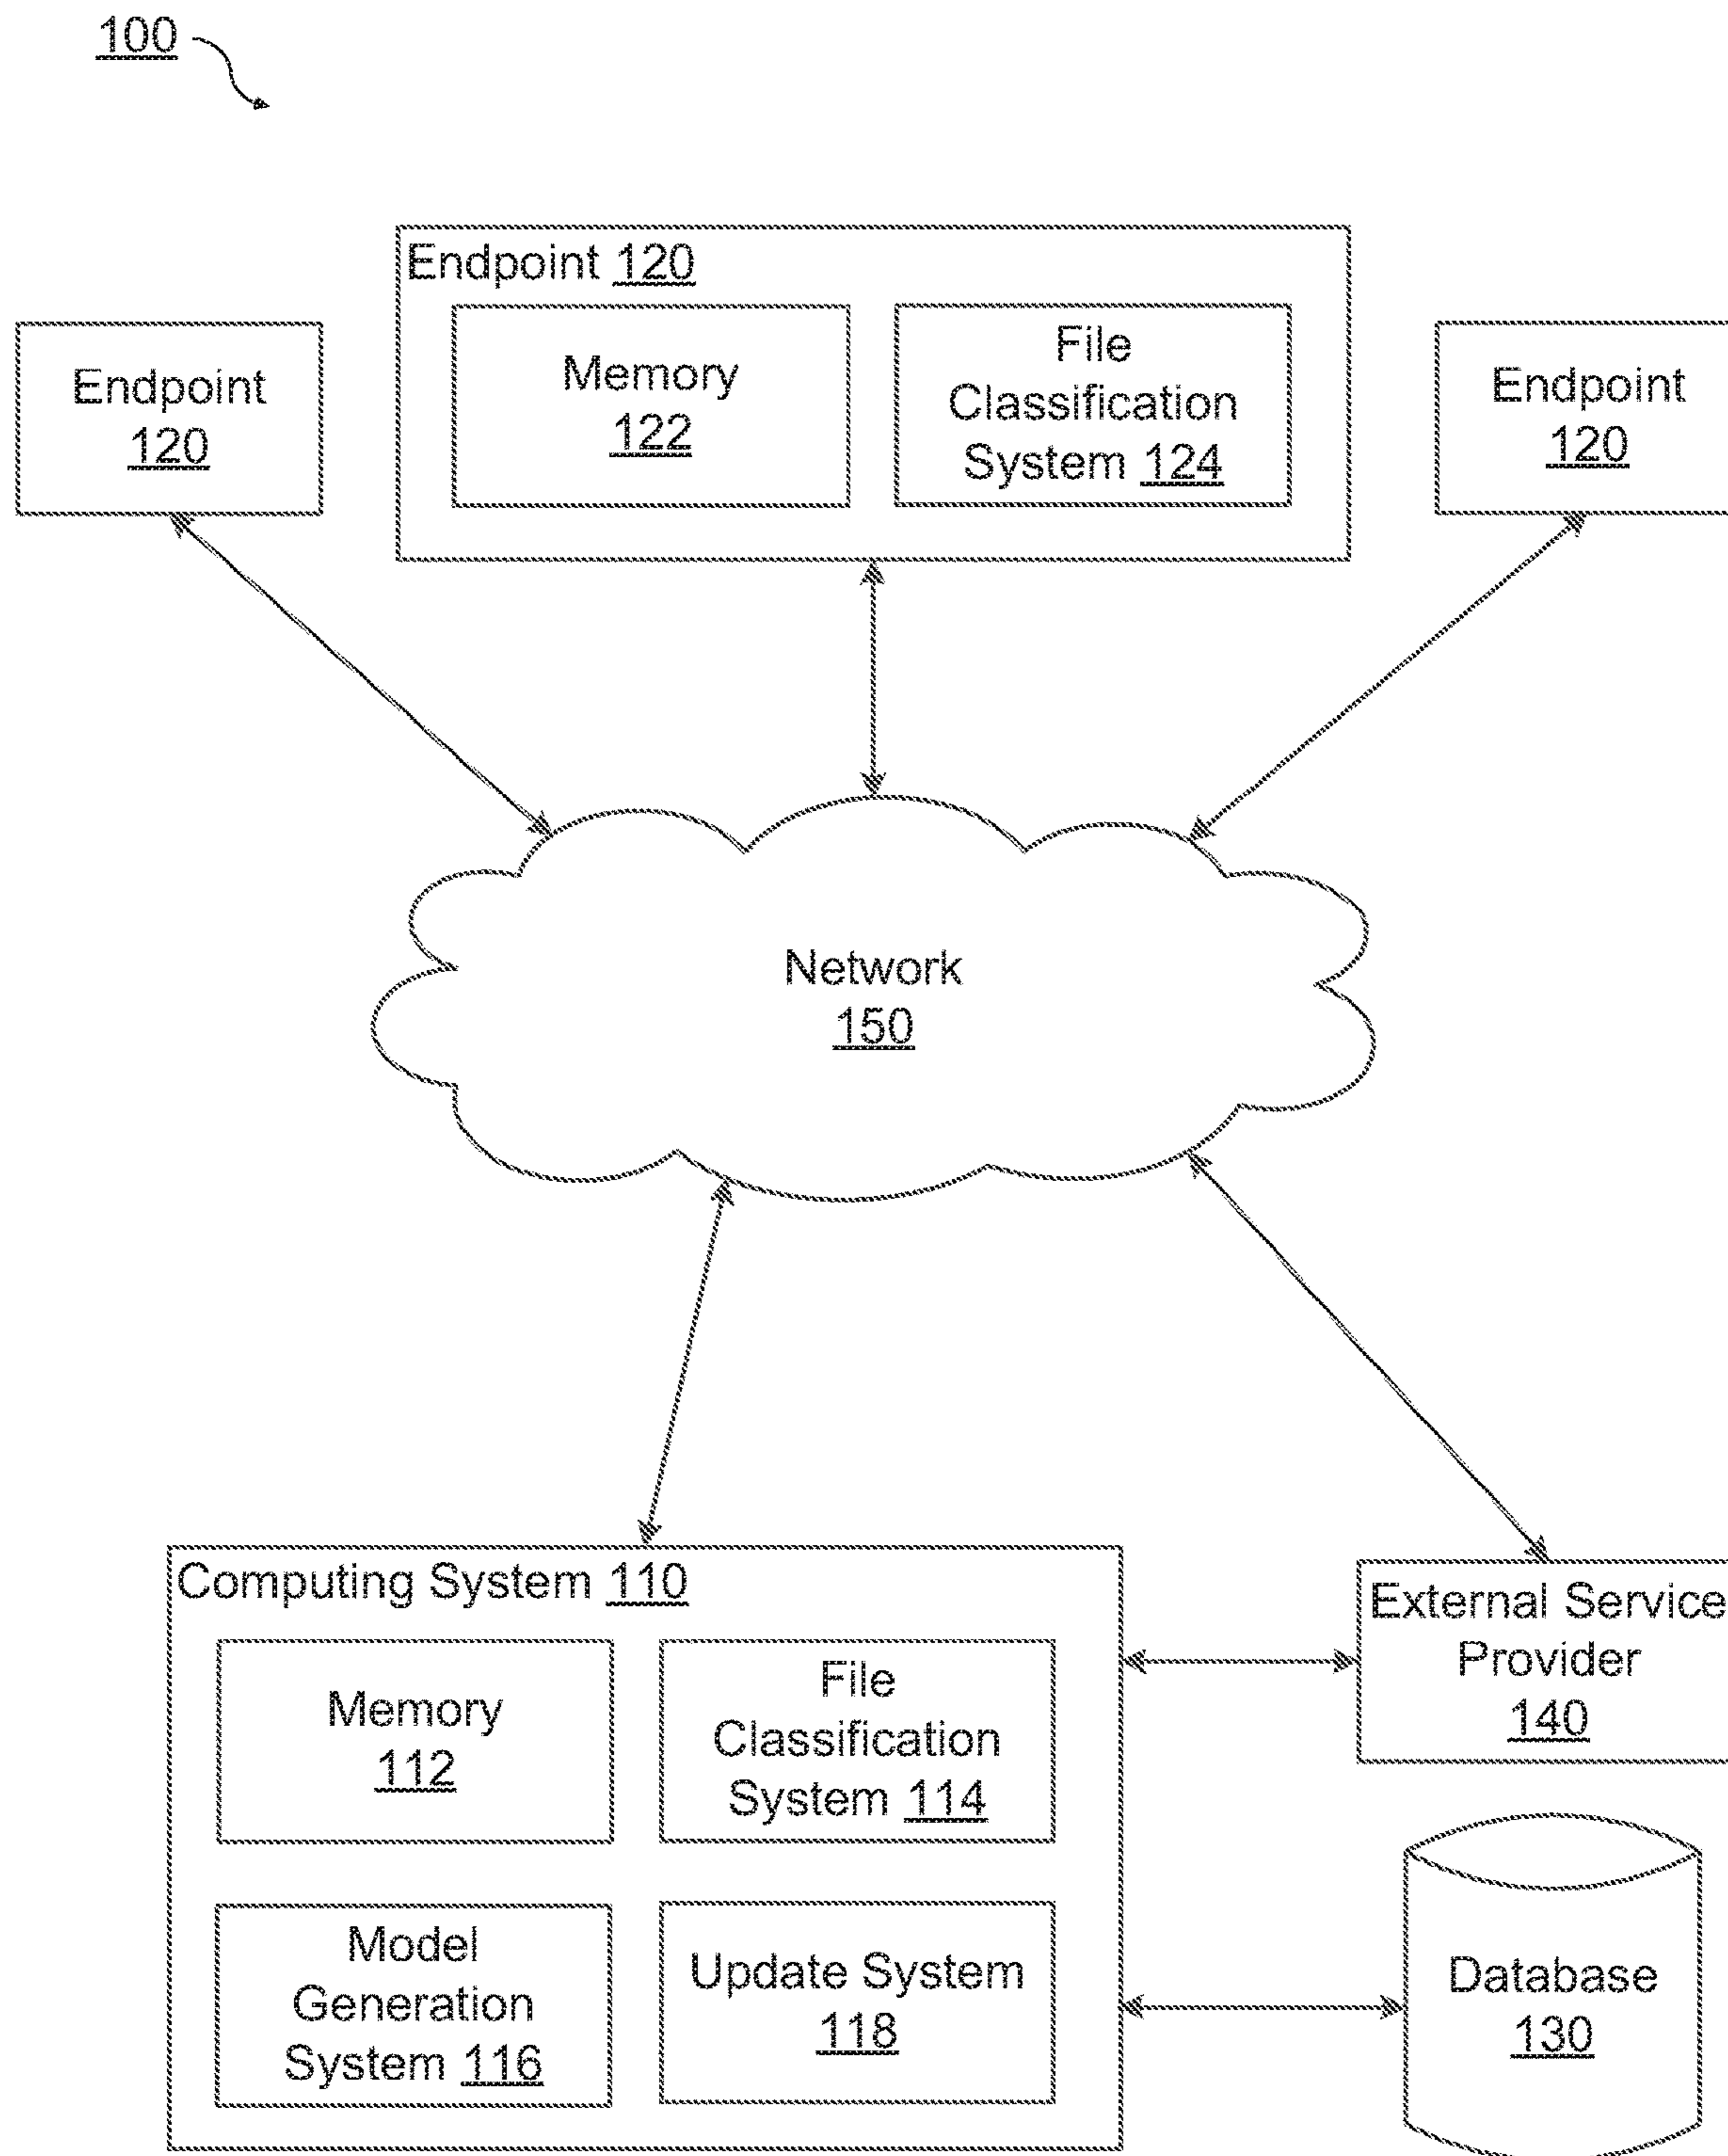 100
Endpoint 120
Endpoint
120
Memory
122
File
Classification
System 124
Endpoint
120
Network
150
Computing System 110
Memory
112
File
Classification
System 114
Model
Generation
System 116
Update System
118
External Service
Provider
140
Database
130